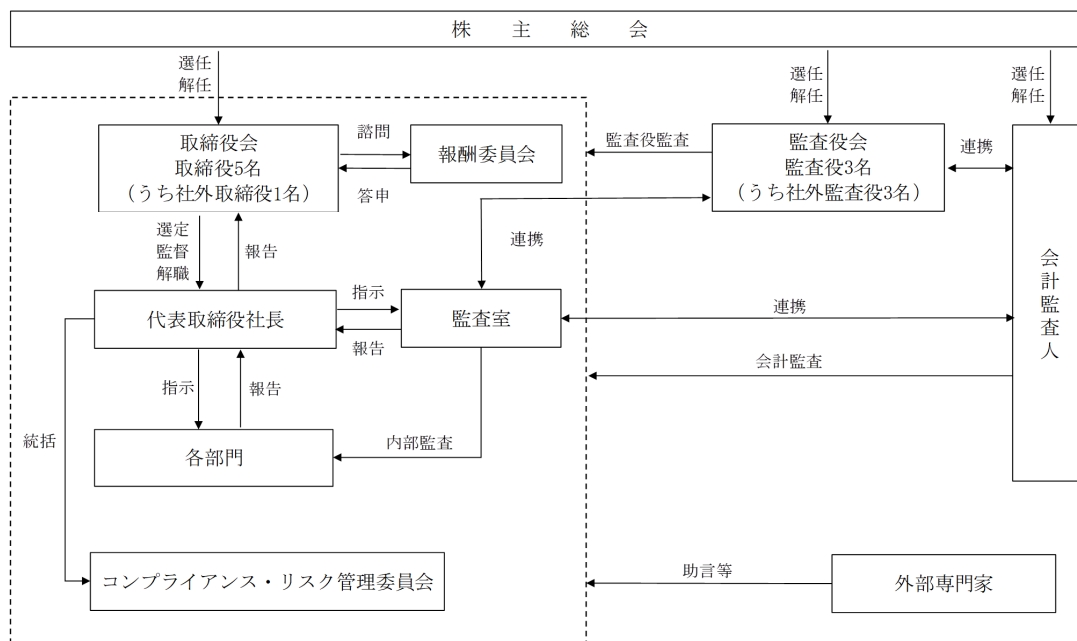 株主総会
選任
解任
選任
解任
選任
解任
取締役会
取締役5名
(うち社外取締役1名)
諮問
答申
報酬委員会
監査役監査
監査役会
監査役3名
(うち社外監査役3名)
連携
選定
監督
解職
報告
連携
会計監査人
代表取締役社長
指示
報告
監査室
連携
会計監査
指示
報告
統括
内部監査
各部門
コンプライアンス・リスク管理委員会
助言等
外部専門家